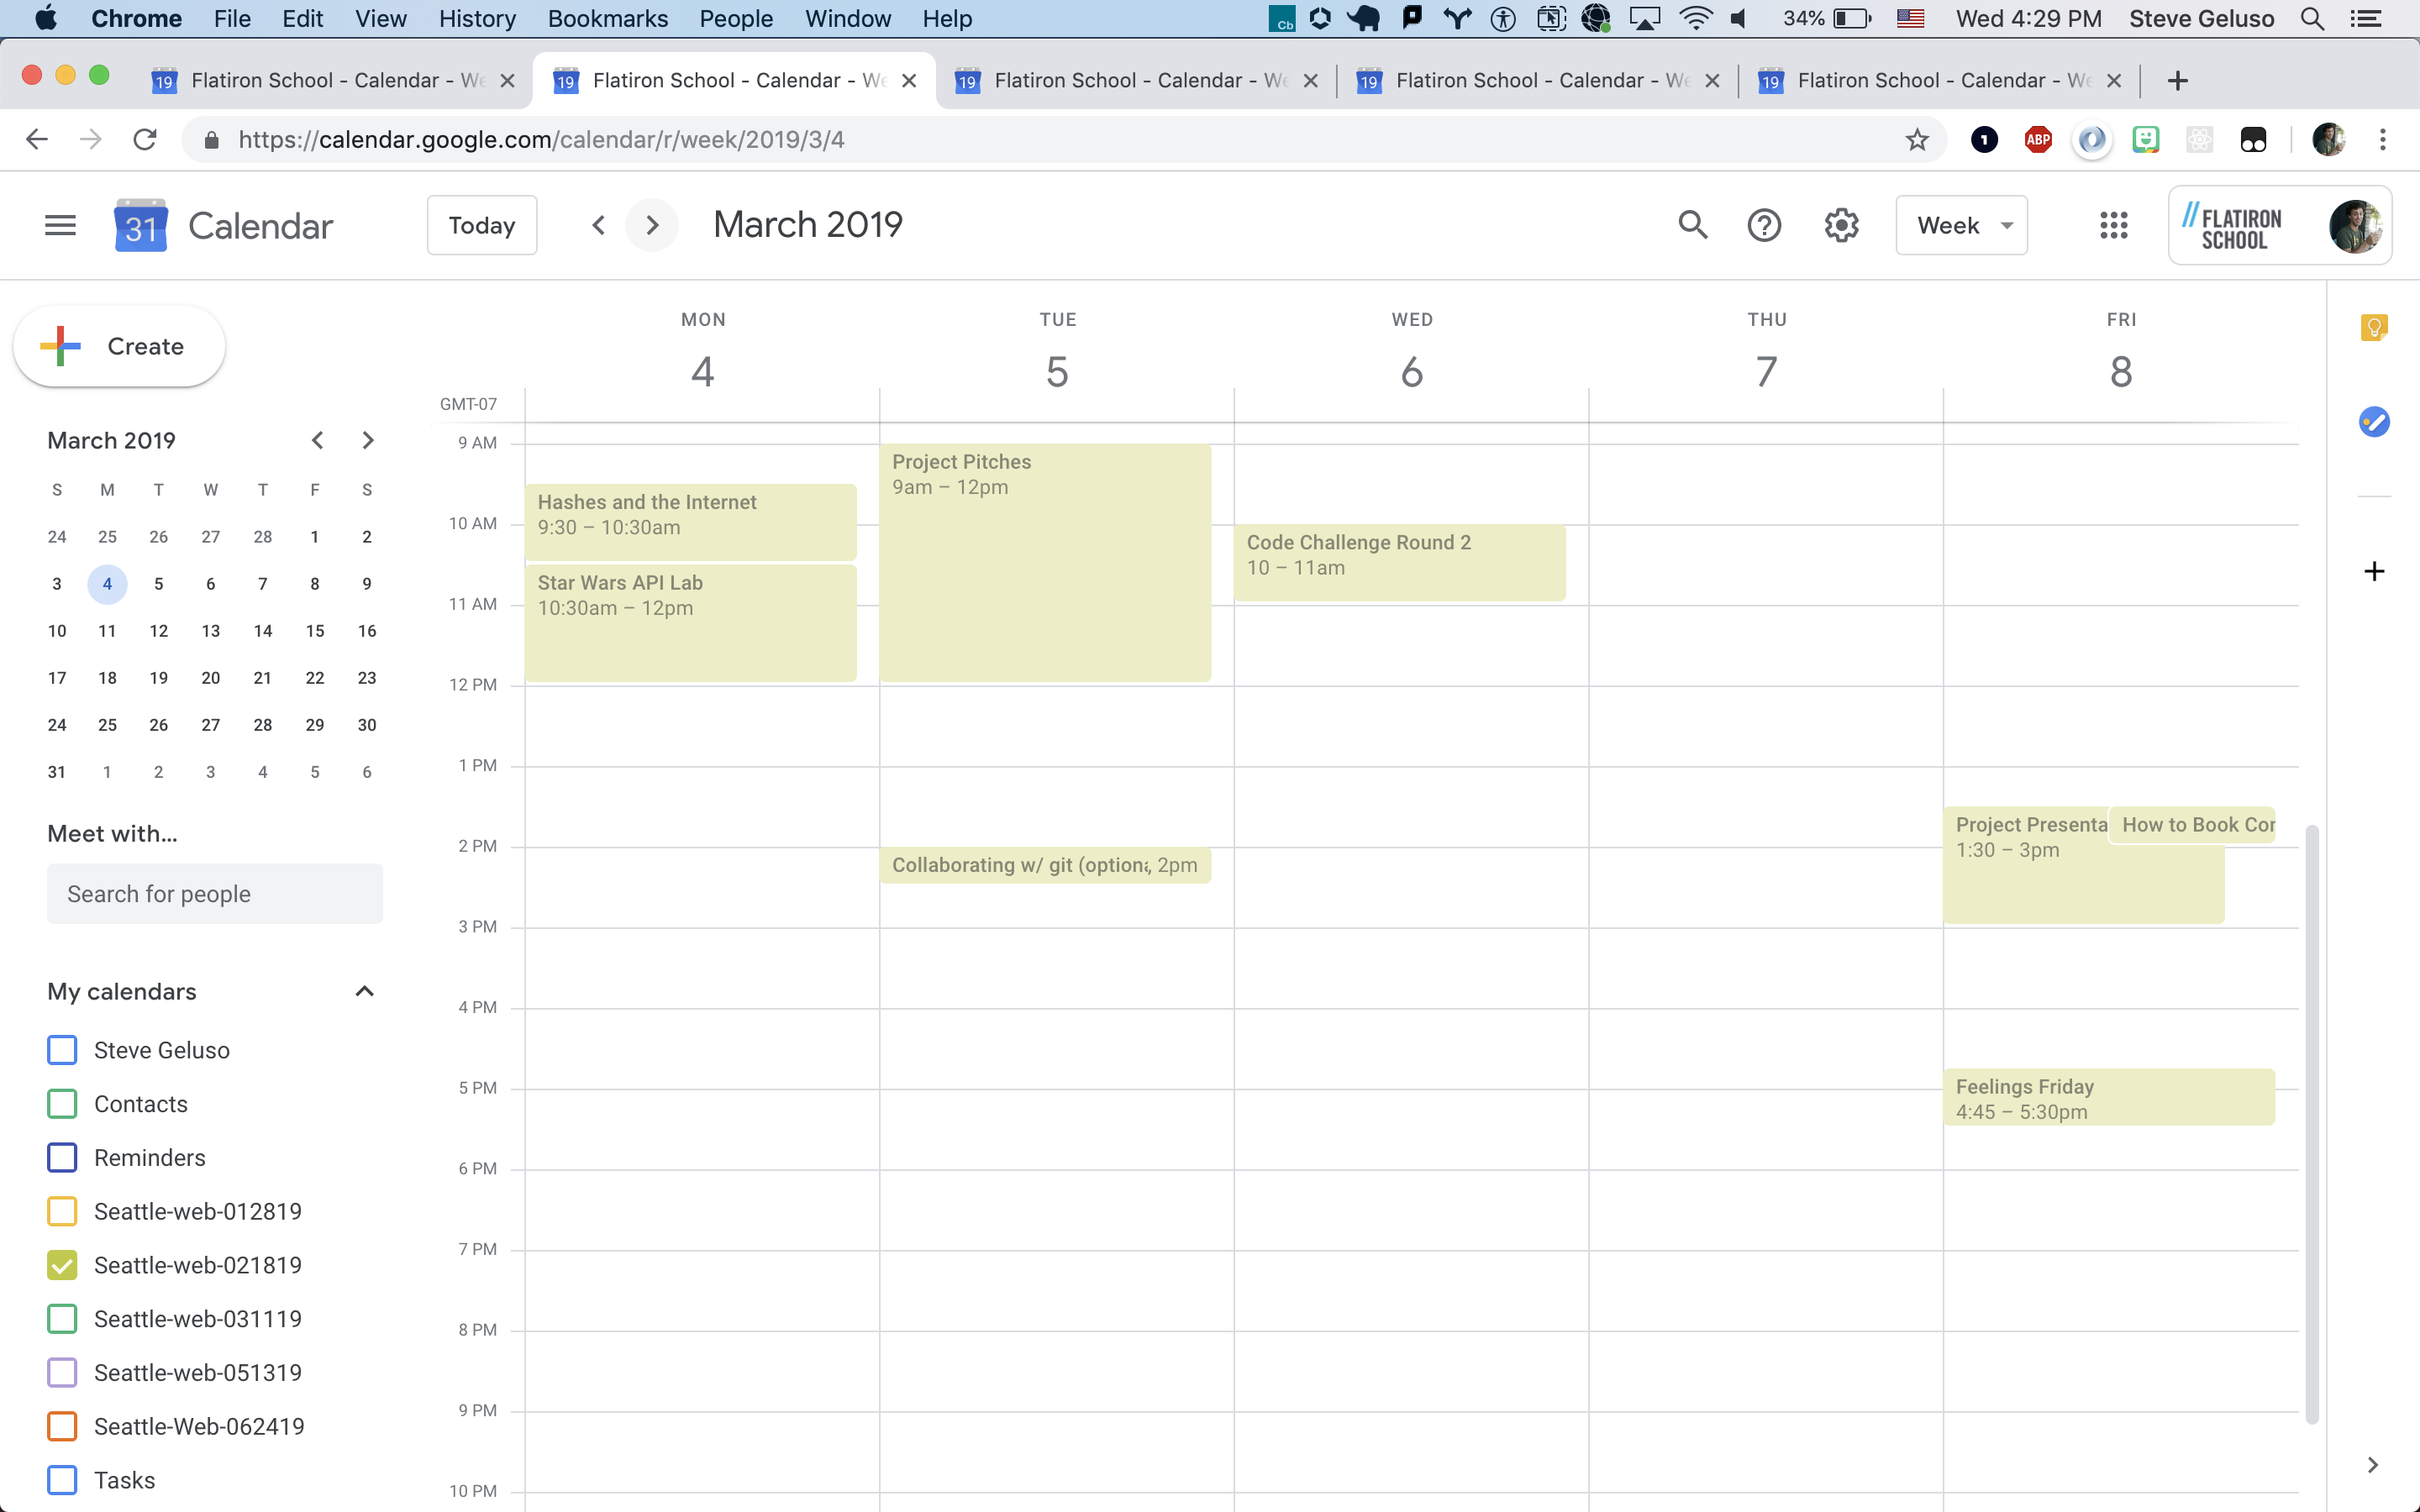 Chrome File Edit View History Bookmarks People Window Help
Cb 34% Wed 4:29 PM Steve Geluso
19 Flatiron School - Calendar - We
19 Flatiron School - Calendar - We
19 Flatiron School - Calendar - We
19 Flatiron School - Calendar - We
19 Flatiron School - Calendar - We
https://calendar.google.com/calendar/r/week/2019/3/4
1 ABP
31 Calendar Today March 2019 Week
FLATIRON
SCHOOL
Create
March 2019
S M T W T F S
24 25 26 27 28 1 2
3 4 5 6 7 8 9
10 11 12 13 14 15 16
17 18 19 20 21 22 23
24 25 26 27 28 29 30
31 1 2 3 4 5 6
Meet with...
Search for people
My calendars
Steve Geluso
Contacts
Reminders
Seattle-web-012819
Seattle-web-021819
Seattle-web-031119
Seattle-web-051319
Seattle-Web-062419
Tasks
MON TUE WED THU FRI
4 5 6 7 8
GMT-07
9 AM
10 AM
11 AM
12 PM
1 PM
2 PM
3 PM
4 PM
5 PM
6 PM
7 PM
8 PM
9 PM
10 PM
Hashes and the Internet
9:30 – 10:30am
Star Wars API Lab
10:30am – 12pm
Project Pitches
9am – 12pm
Collaborating w/ git (optiona, 2pm
Code Challenge Round 2
10 – 11am
Project Presenta
1:30 – 3pm
How to Book Cor
Feelings Friday
4:45 – 5:30pm